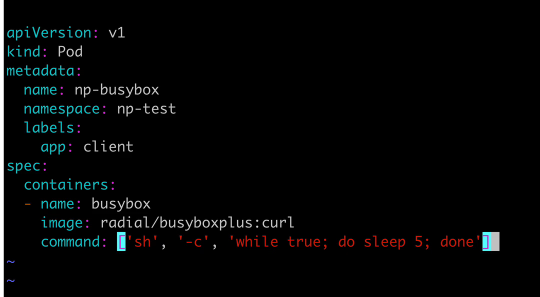 apiVersion: v1
kind: Pod
metadata:
  name: np-busybox
  namespace: np-test
  labels:
    app: client
spec:
  containers:
  - name: busybox
    image: radial/busyboxplus:curl
    command: ['sh', '-c', 'while true; do sleep 5; done']
~
~